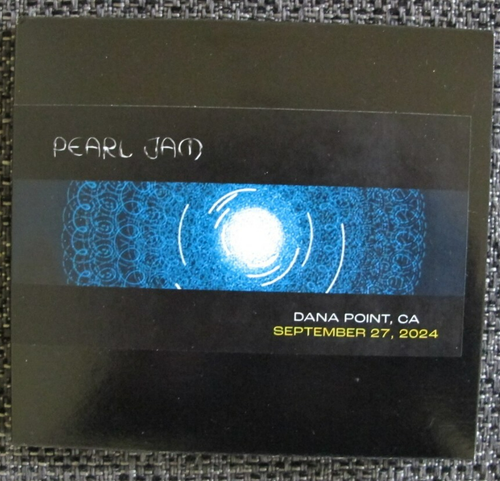 PEARL JAM
DANA POINT, CA
SEPTEMBER 27, 2024